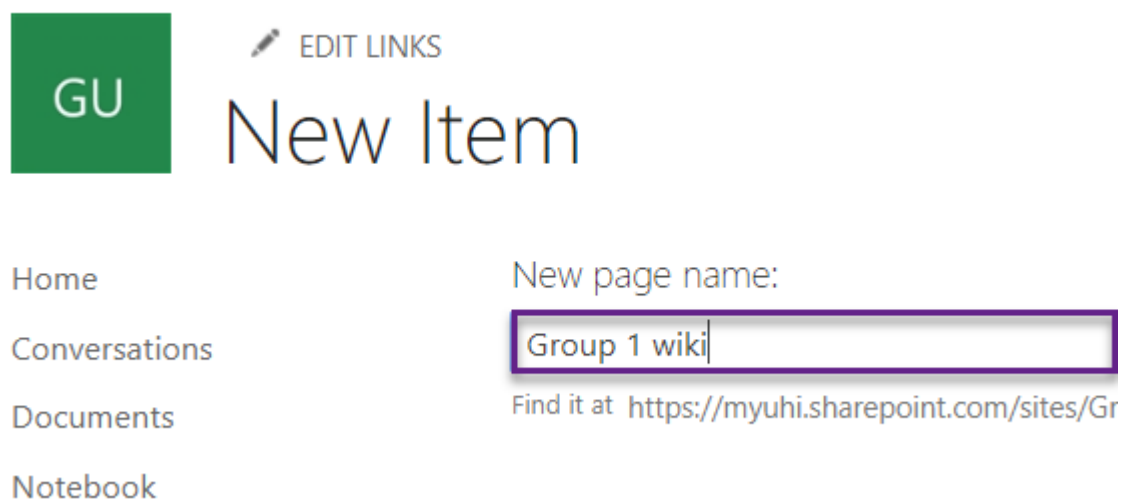 GU
EDIT LINKS
New Item
Home
Conversations
Documents
Notebook
New page name:
Group 1 wiki
Find it at https://myuhi.sharepoint.com/sites/Gr